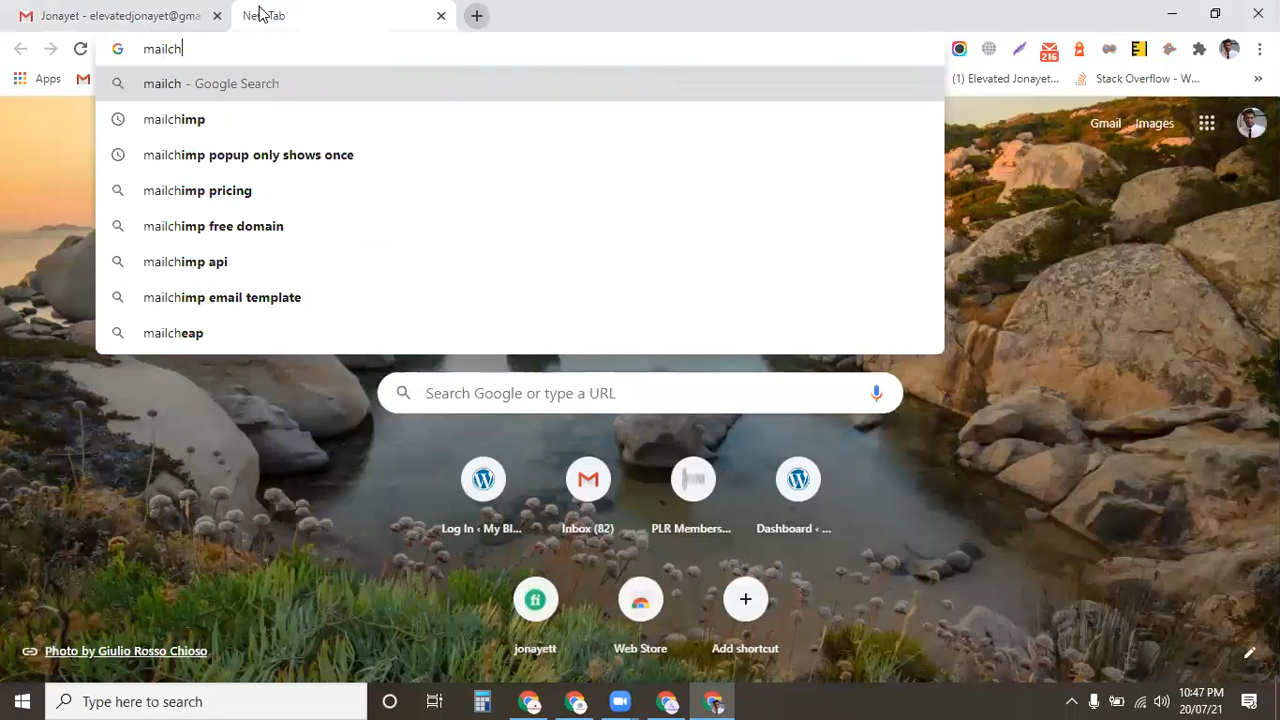 Jonayet - elevatedjonayet@gma
New Tab
mailch
mailch - Google Search
mailchimp
mailchimp popup only shows once
mailchimp pricing
mailchimp free domain
mailchimp api
mailchimp email template
mailcheap
216
Apps
(1) Elevated Jonayet...
Stack Overflow - W...
»
Gmail
Images
Search Google or type a URL
Log In ‹ My Bl...
Inbox (82)
PLR Members...
Dashboard ‹ ...
jonayett
Web Store
Add shortcut
Photo by Giulio Rosso Chioso
Type here to search
10:47 PM
20/07/21